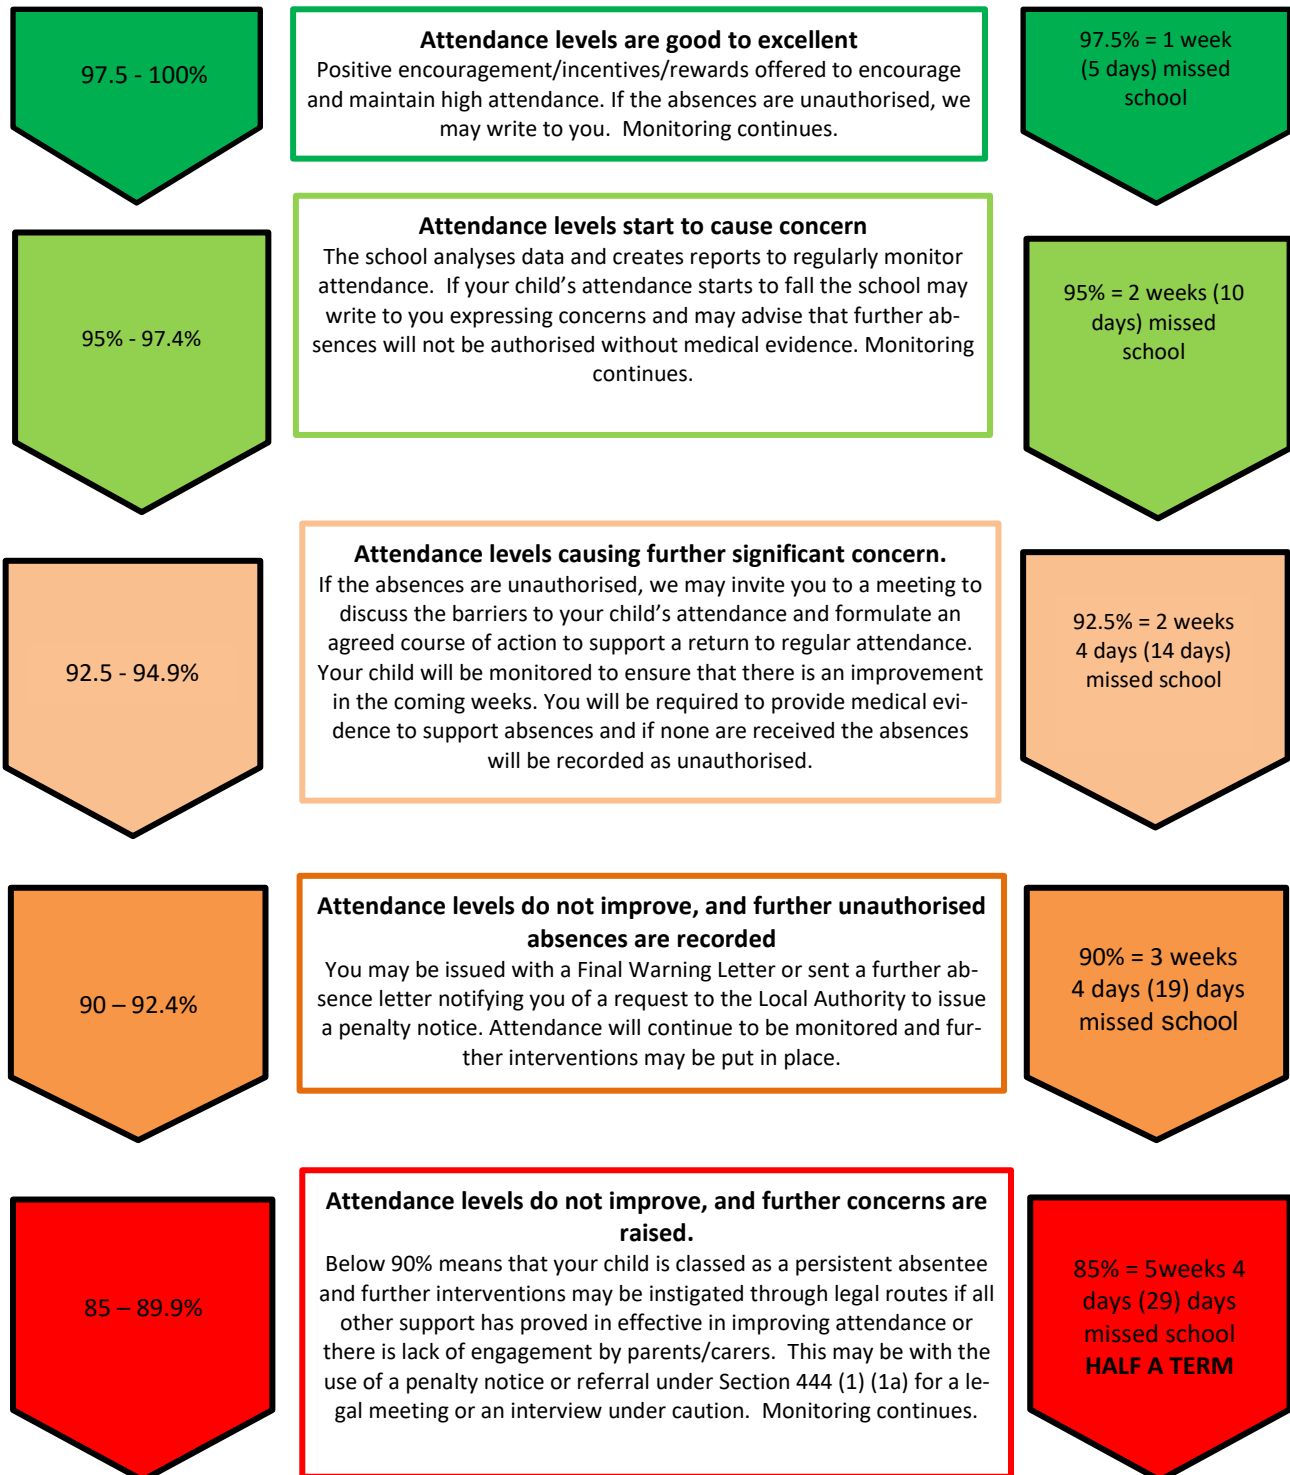 97.5 - 100%
Attendance levels are good to excellent
Positive encouragement/incentives/rewards offered to encourage
and maintain high attendance. If the absences are unauthorised, we
may write to you.  Monitoring continues.
97.5% = 1 week
(5 days) missed
school
95% - 97.4%
Attendance levels start to cause concern
The school analyses data and creates reports to regularly monitor
attendance.  If your child’s attendance starts to fall the school may
write to you expressing concerns and may advise that further ab-
sences will not be authorised without medical evidence. Monitoring
continues.
95% = 2 weeks (10
days) missed
school
92.5 - 94.9%
Attendance levels causing further significant concern.
If the absences are unauthorised, we may invite you to a meeting to
discuss the barriers to your child’s attendance and formulate an
agreed course of action to support a return to regular attendance.
Your child will be monitored to ensure that there is an improvement
in the coming weeks. You will be required to provide medical evi-
dence to support absences and if none are received the absences
will be recorded as unauthorised.
92.5% = 2 weeks
4 days (14 days)
missed school
90 – 92.4%
Attendance levels do not improve, and further unauthorised
absences are recorded
You may be issued with a Final Warning Letter or sent a further ab-
sence letter notifying you of a request to the Local Authority to issue
a penalty notice. Attendance will continue to be monitored and fur-
ther interventions may be put in place.
90% = 3 weeks
4 days (19) days
missed school
85 – 89.9%
Attendance levels do not improve, and further concerns are
raised.
Below 90% means that your child is classed as a persistent absentee
and further interventions may be instigated through legal routes if all
other support has proved in effective in improving attendance or
there is lack of engagement by parents/carers.  This may be with the
use of a penalty notice or referral under Section 444 (1) (1a) for a le-
gal meeting or an interview under caution.  Monitoring continues.
85% = 5weeks 4
days (29) days
missed school
HALF A TERM